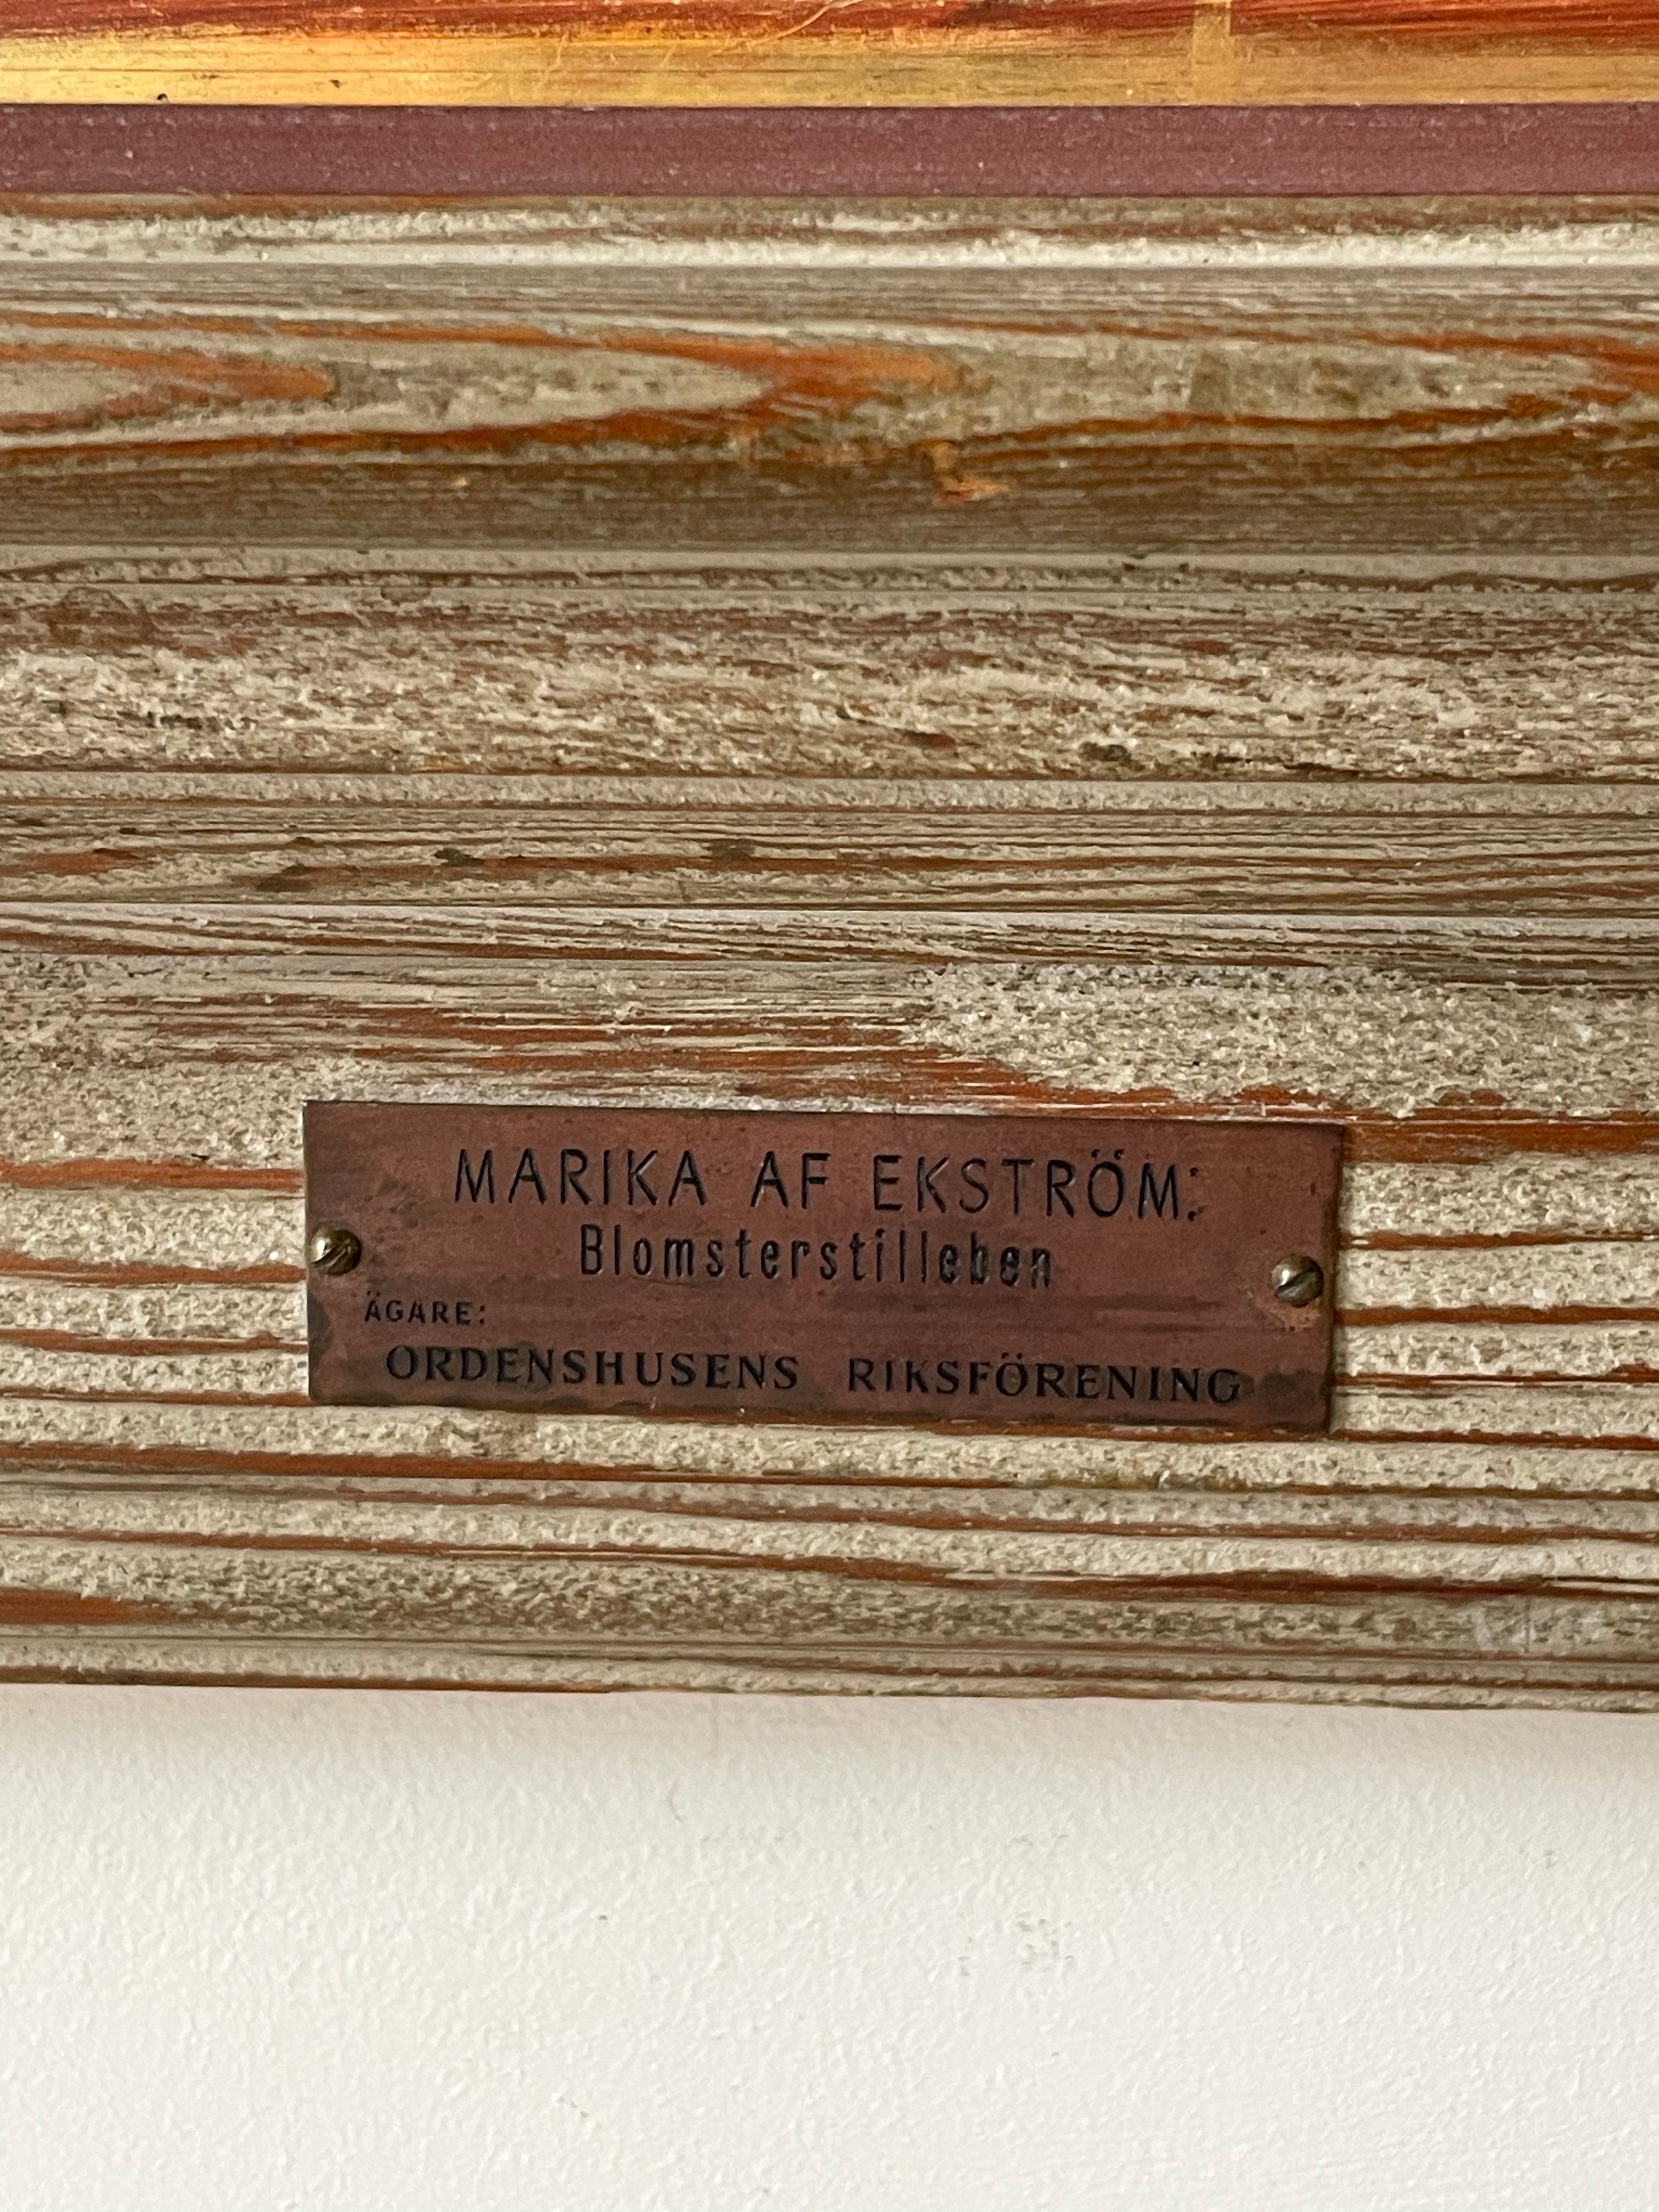 MARIKA AF EKSTRÖM:
Blomsterstilleben
ÄGARE:
ORDENSHUSENS RIKSFÖRENING